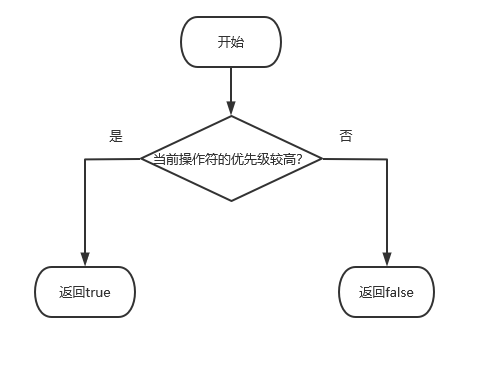 开始
是
否
当前操作符的优先级较高?
返回true
返回false